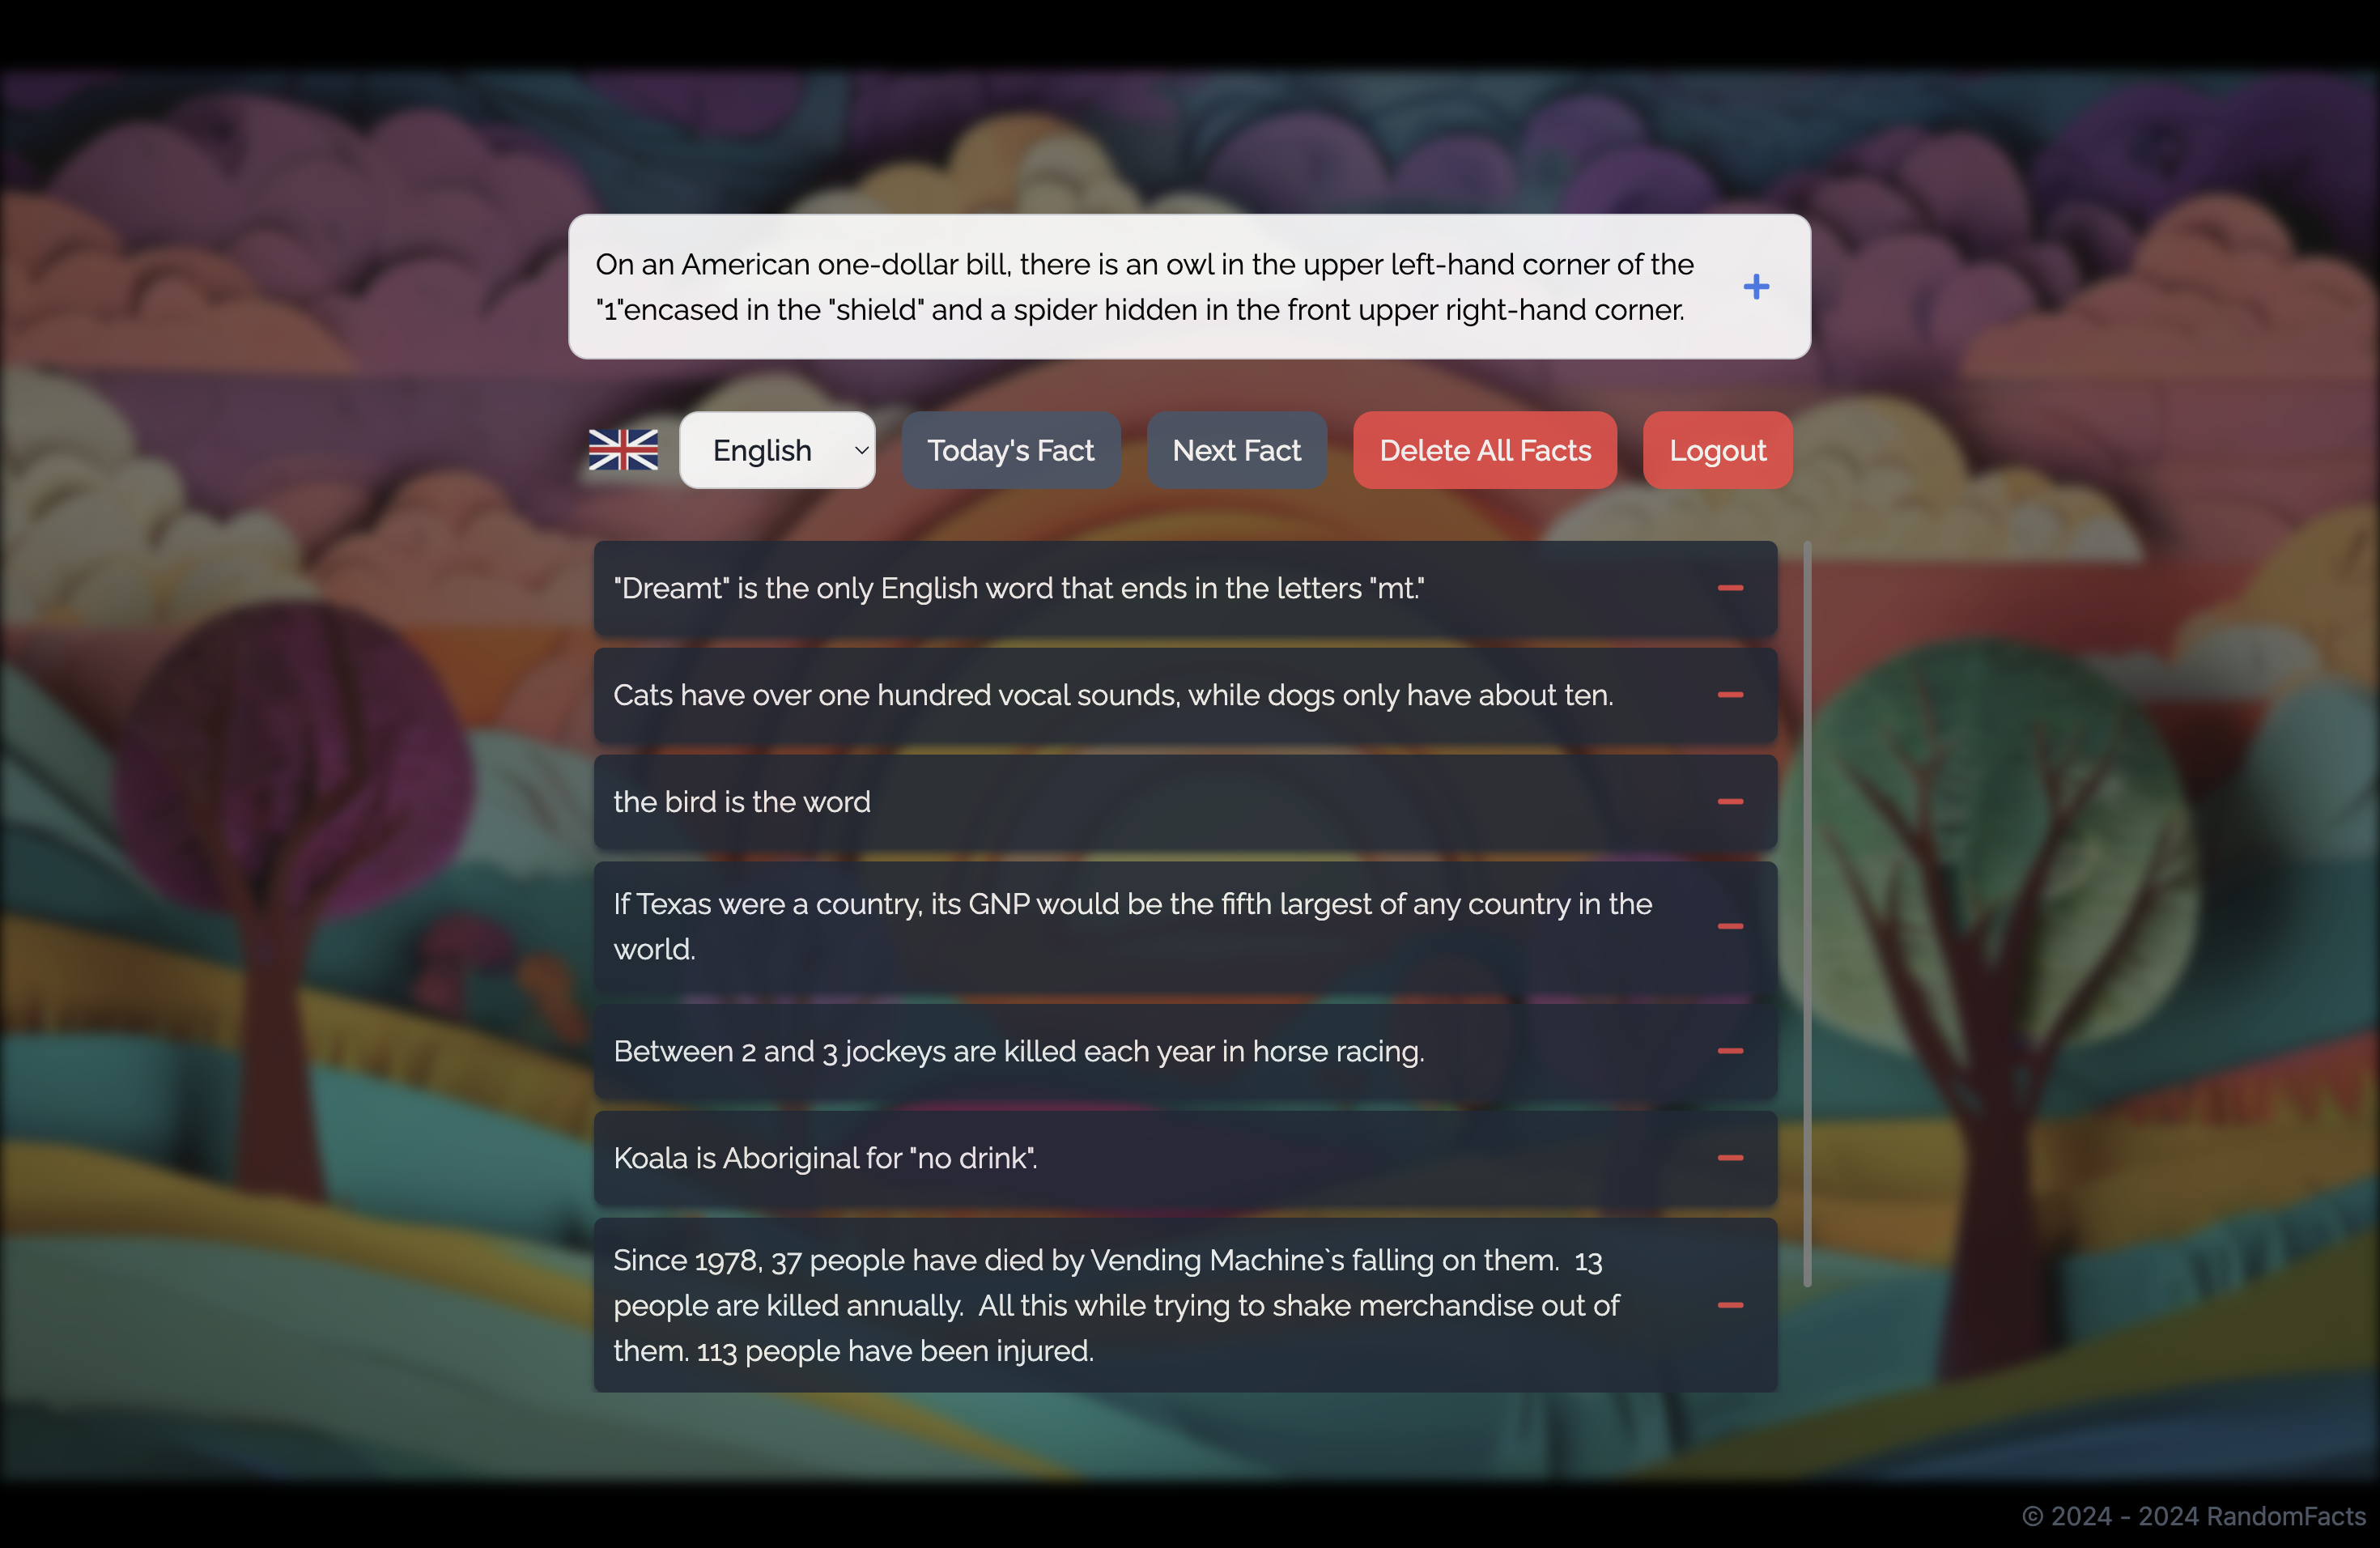 On an American one-dollar bill, there is an owl in the upper left-hand corner of the
"1"encased in the "shield" and a spider hidden in the front upper right-hand corner.
English
Today's Fact
Next Fact
Delete All Facts
Logout
"Dreamt" is the only English word that ends in the letters "mt."
Cats have over one hundred vocal sounds, while dogs only have about ten.
the bird is the word
If Texas were a country, its GNP would be the fifth largest of any country in the
world.
Between 2 and 3 jockeys are killed each year in horse racing.
Koala is Aboriginal for "no drink".
Since 1978, 37 people have died by Vending Machine`s falling on them.  13
people are killed annually.  All this while trying to shake merchandise out of
them. 113 people have been injured.
© 2024 - 2024 RandomFacts